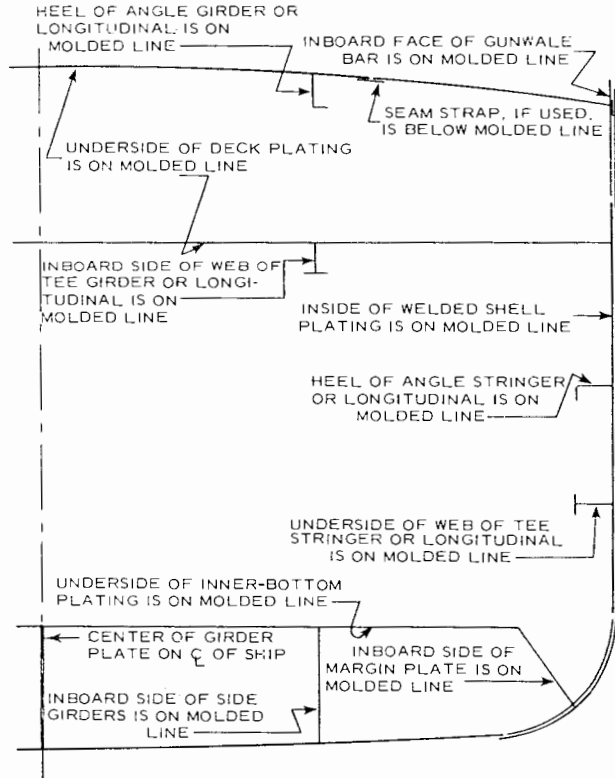 HEEL OF ANGLE GIRDER OR
LONGITUDINAL IS ON
MOLDED LINE
INBOARD FACE OF GUNWALE
BAR IS ON MOLDED LINE
SEAM STRAP, IF USED,
IS BELOW MOLDED LINE
UNDERSIDE OF DECK PLATING
IS ON MOLDED LINE
INBOARD SIDE OF WEB OF
TEE GIRDER OR LONGI-
TUDINAL IS ON
MOLDED LINE
INSIDE OF WELDED SHELL
PLATING IS ON MOLDED LINE
HEEL OF ANGLE STRINGER
OR LONGITUDINAL IS ON
MOLDED LINE
UNDERSIDE OF WEB OF TEE
STRINGER OR LONGITUDINAL
IS ON MOLDED LINE
UNDERSIDE OF INNER-BOTTOM
PLATING IS ON MOLDED LINE
CENTER OF GIRDER
PLATE ON ℄ OF SHIP
INBOARD SIDE OF
MARGIN PLATE IS ON
MOLDED LINE
INBOARD SIDE OF SIDE
GIRDERS IS ON MOLDED
LINE